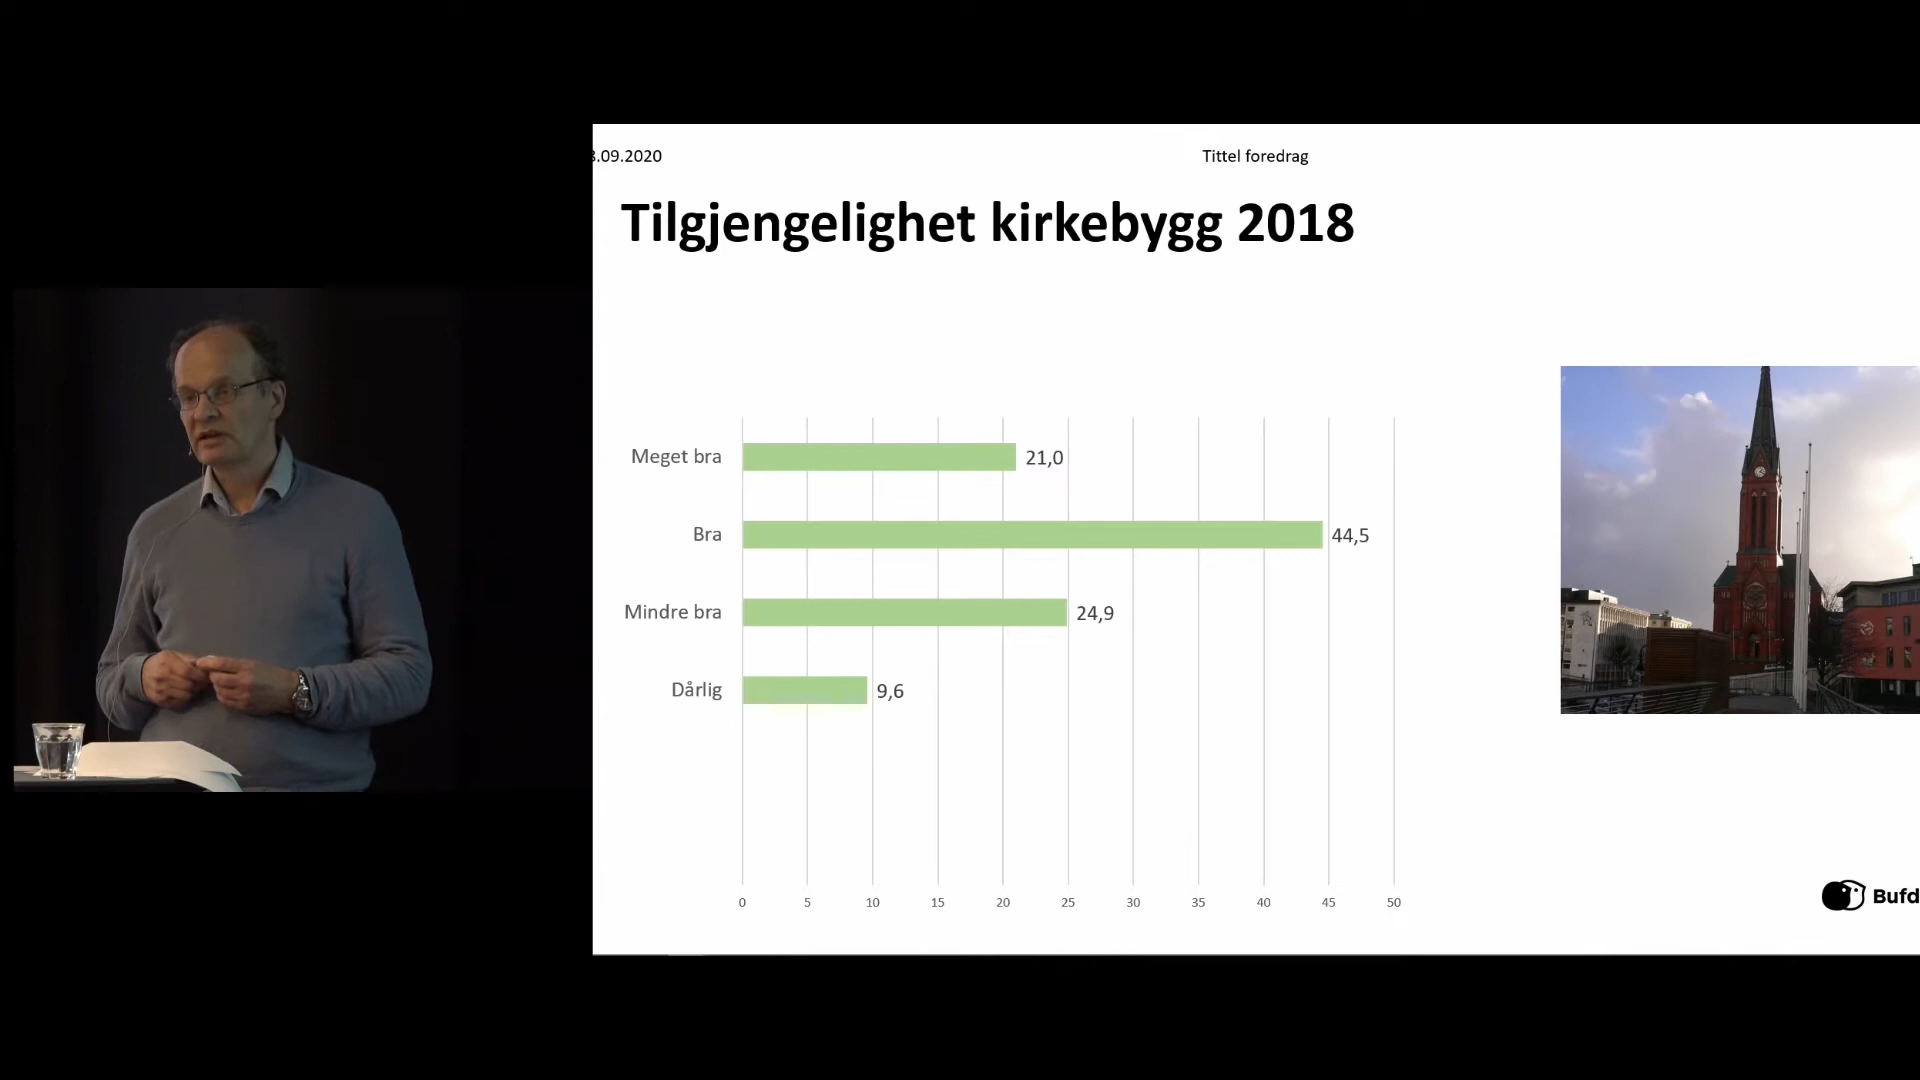 .09.2020
Tittel foredrag
Tilgjengelighet kirkebygg 2018
Meget bra 21,0
Bra 44,5
Mindre bra 24,9
Dårlig 9,6
0 5 10 15 20 25 30 35 40 45 50
Bufd